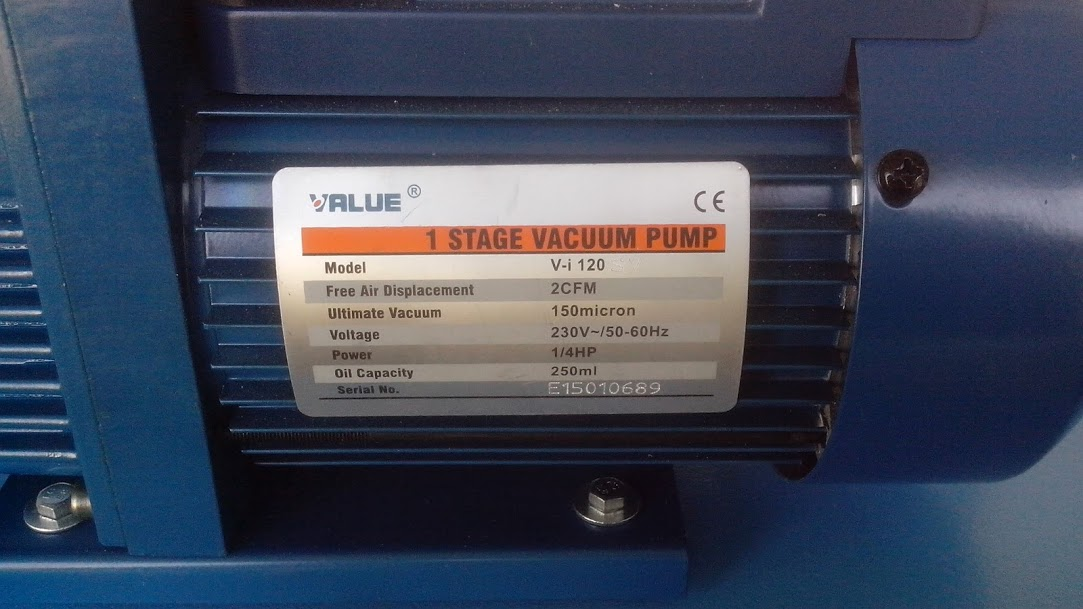 VALUE ® CE
1 STAGE VACUUM PUMP
Model V-i 120
Free Air Displacement 2CFM
Ultimate Vacuum 150micron
Voltage 230V~/50-60Hz
Power 1/4HP
Oil Capacity 250ml
Serial No. E15010689